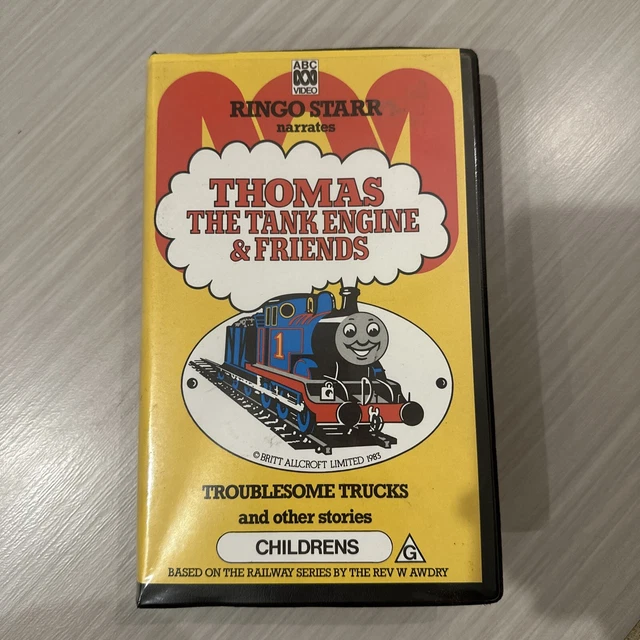 ABC
VIDEO
RINGO STARR
narrates
THOMAS
THE TANK ENGINE
& FRIENDS
1
© BRITT ALLCROFT LIMITED 1983
TROUBLESOME TRUCKS
and other stories
CHILDRENS
G
BASED ON THE RAILWAY SERIES BY THE REV W AWDRY